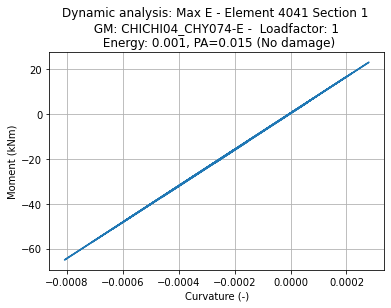 Dynamic analysis: Max E - Element 4041 Section 1
GM: CHICHI04_CHY074-E -  Loadfactor: 1
Energy: 0.001, PA=0.015 (No damage)
Moment (kNm)
20
0
−20
−40
−60
−0.0008 −0.0006 −0.0004 −0.0002 0.0000 0.0002
Curvature (-)